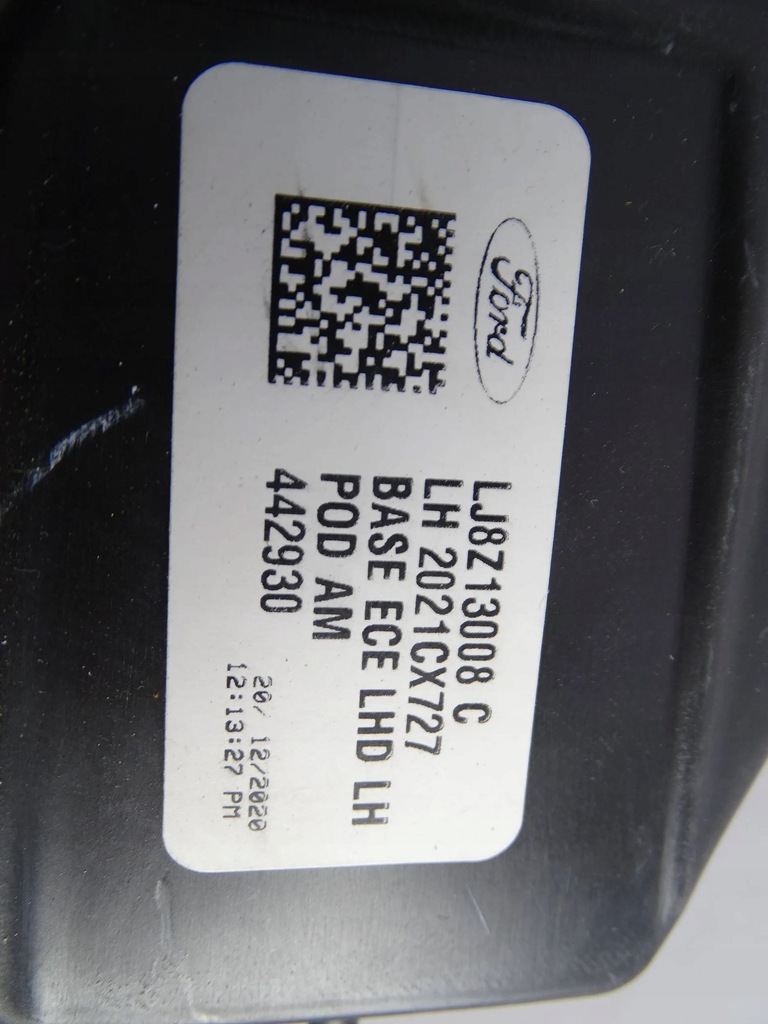 Ford
LJ8Z13008 C
LH 2021CX727
BASE ECE LHD LH
POD AM
442930
20/12/2020
12:13:27 PM